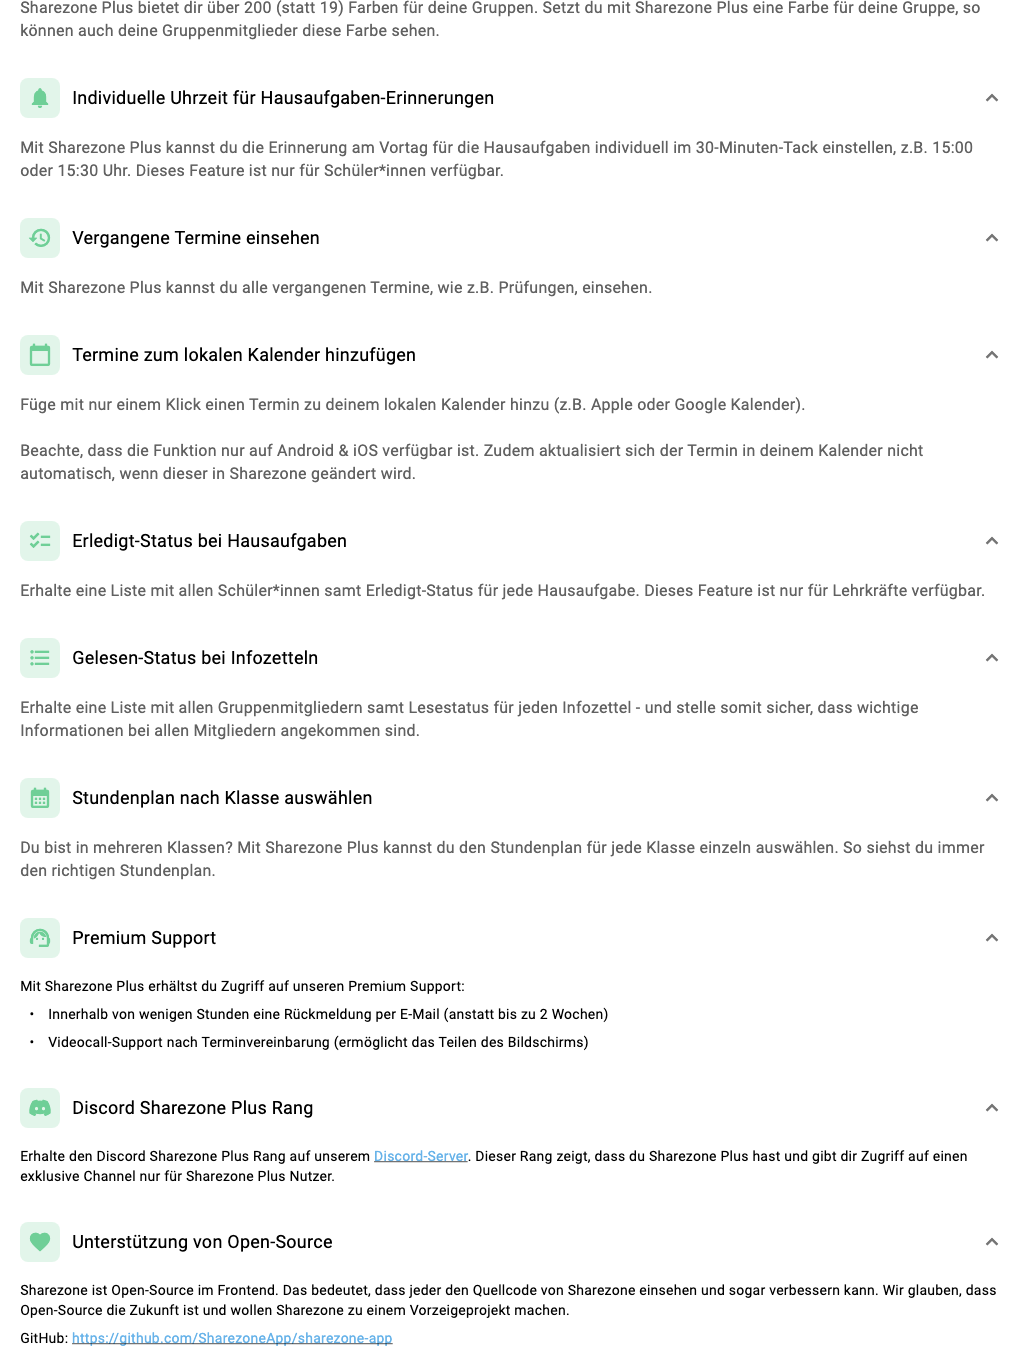 Sharezone Plus bietet dir über 200 (statt 19) Farben für deine Gruppen. Setzt du mit Sharezone Plus eine Farbe für deine Gruppe, so
können auch deine Gruppenmitglieder diese Farbe sehen.
Individuelle Uhrzeit für Hausaufgaben-Erinnerungen
Mit Sharezone Plus kannst du die Erinnerung am Vortag für die Hausaufgaben individuell im 30-Minuten-Tack einstellen, z.B. 15:00
oder 15:30 Uhr. Dieses Feature ist nur für Schüler*innen verfügbar.
Vergangene Termine einsehen
Mit Sharezone Plus kannst du alle vergangenen Termine, wie z.B. Prüfungen, einsehen.
Termine zum lokalen Kalender hinzufügen
Füge mit nur einem Klick einen Termin zu deinem lokalen Kalender hinzu (z.B. Apple oder Google Kalender).
Beachte, dass die Funktion nur auf Android & iOS verfügbar ist. Zudem aktualisiert sich der Termin in deinem Kalender nicht
automatisch, wenn dieser in Sharezone geändert wird.
Erledigt-Status bei Hausaufgaben
Erhalte eine Liste mit allen Schüler*innen samt Erledigt-Status für jede Hausaufgabe. Dieses Feature ist nur für Lehrkräfte verfügbar.
Gelesen-Status bei Infozetteln
Erhalte eine Liste mit allen Gruppenmitgliedern samt Lesestatus für jeden Infozettel - und stelle somit sicher, dass wichtige
Informationen bei allen Mitgliedern angekommen sind.
Stundenplan nach Klasse auswählen
Du bist in mehreren Klassen? Mit Sharezone Plus kannst du den Stundenplan für jede Klasse einzeln auswählen. So siehst du immer
den richtigen Stundenplan.
Premium Support
Mit Sharezone Plus erhältst du Zugriff auf unseren Premium Support:
• Innerhalb von wenigen Stunden eine Rückmeldung per E-Mail (anstatt bis zu 2 Wochen)
• Videocall-Support nach Terminvereinbarung (ermöglicht das Teilen des Bildschirms)
Discord Sharezone Plus Rang
Erhalte den Discord Sharezone Plus Rang auf unserem Discord-Server. Dieser Rang zeigt, dass du Sharezone Plus hast und gibt dir Zugriff auf einen
exklusive Channel nur für Sharezone Plus Nutzer.
Unterstützung von Open-Source
Sharezone ist Open-Source im Frontend. Das bedeutet, dass jeder den Quellcode von Sharezone einsehen und sogar verbessern kann. Wir glauben, dass
Open-Source die Zukunft ist und wollen Sharezone zu einem Vorzeigeprojekt machen.
GitHub: https://github.com/SharezoneApp/sharezone-app